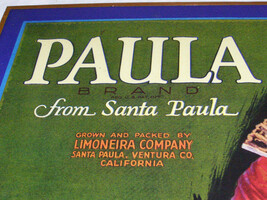 PAULA
BRAND
from Santa Paula
GROWN AND PACKED BY
LIMONEIRA COMPANY
SANTA PAULA, VENTURA CO.
CALIFORNIA